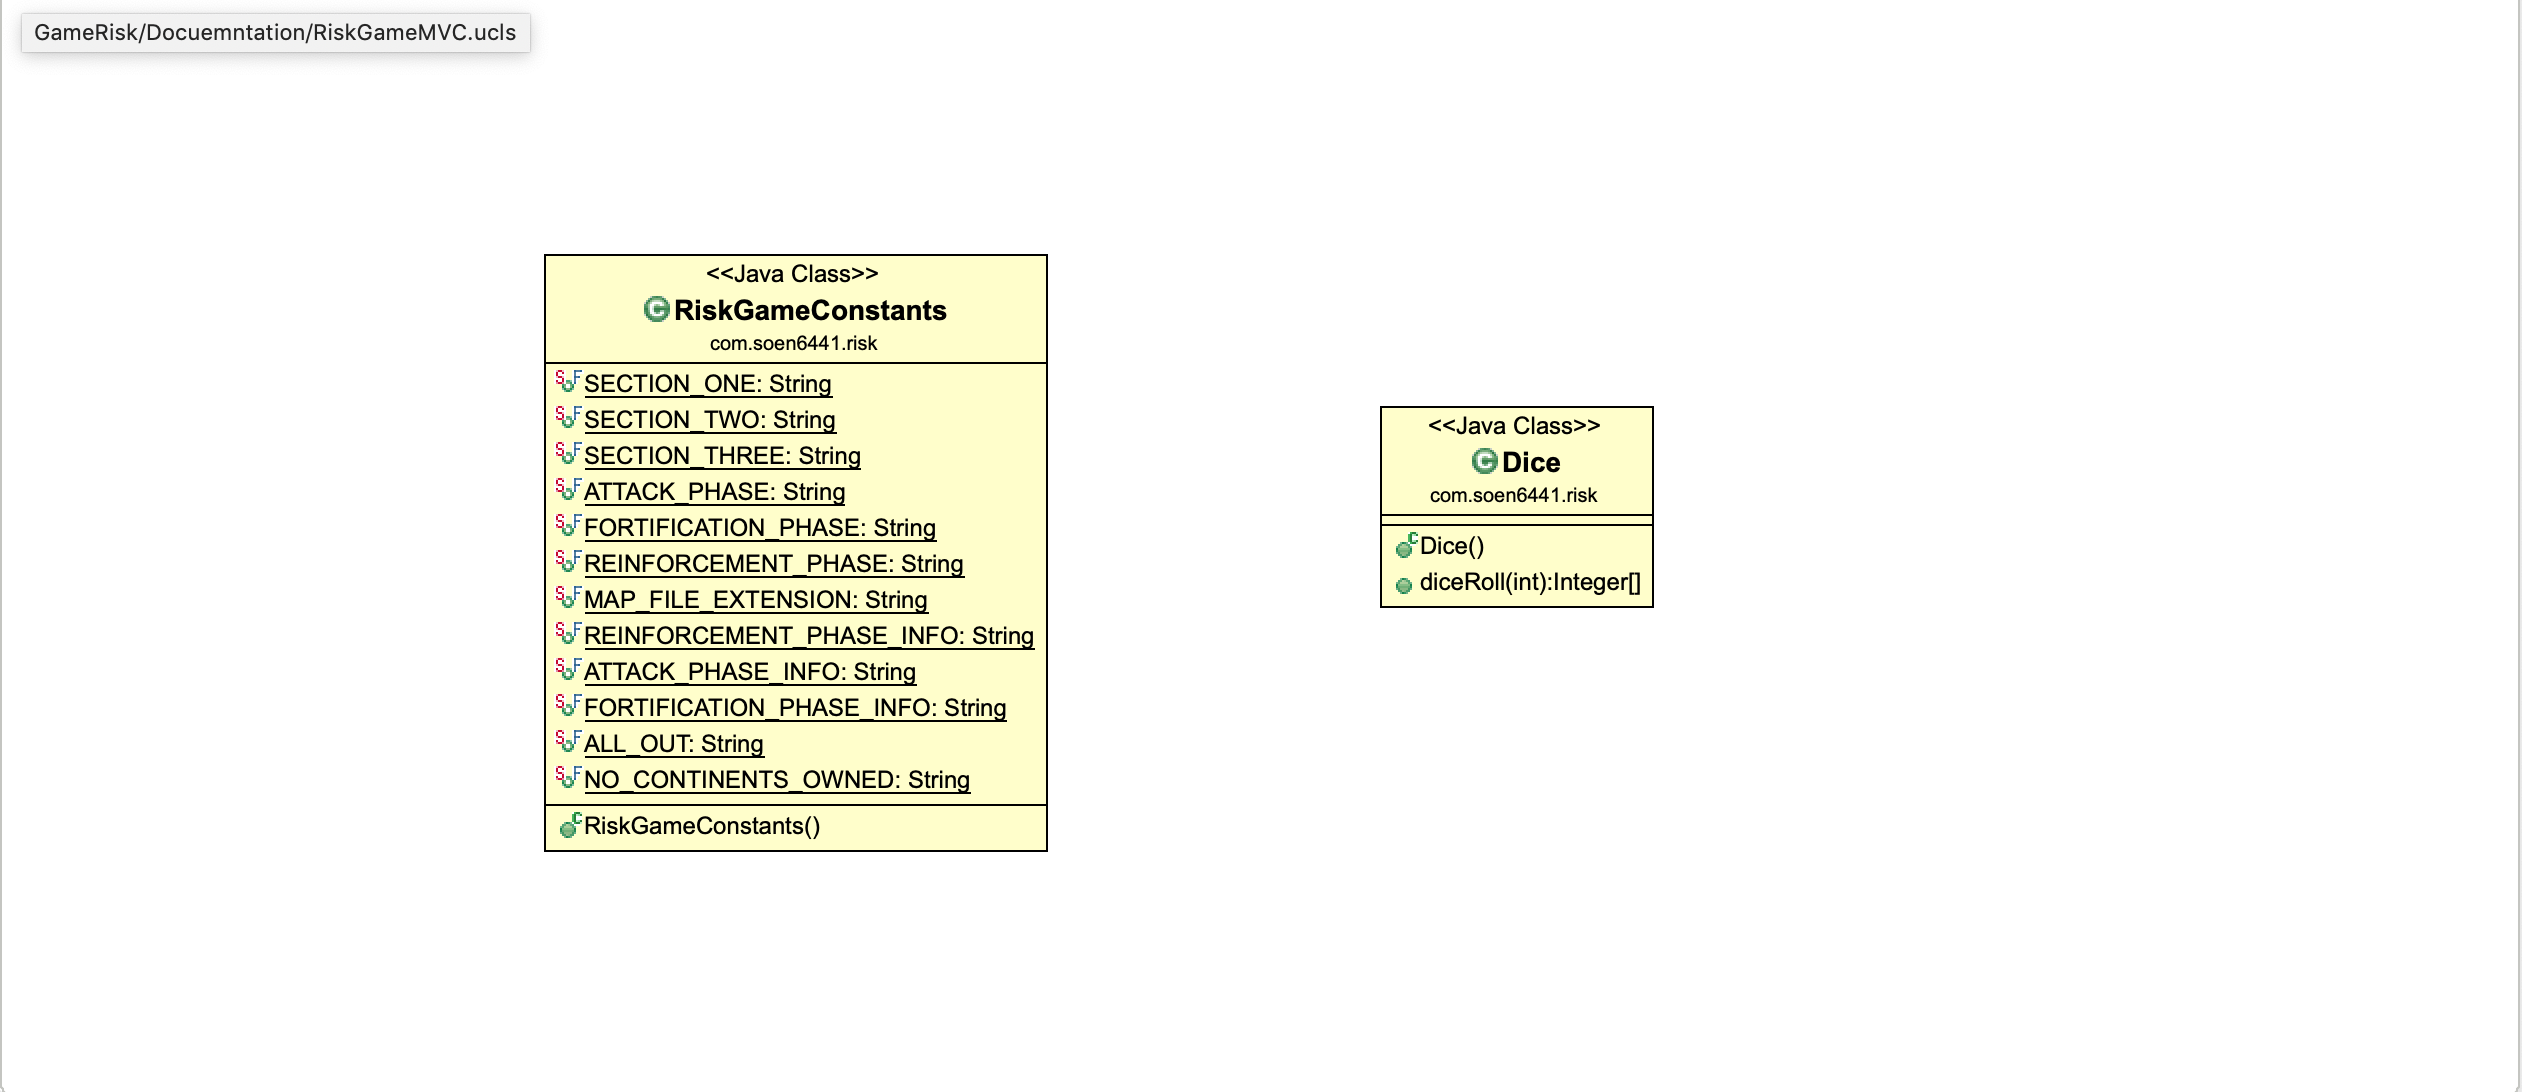 GameRisk/Docuemntation/RiskGameMVC.ucls
<<Java Class>>
RiskGameConstants
com.soen6441.risk
SECTION_ONE: String
SECTION_TWO: String
SECTION_THREE: String
ATTACK_PHASE: String
FORTIFICATION_PHASE: String
REINFORCEMENT_PHASE: String
MAP_FILE_EXTENSION: String
REINFORCEMENT_PHASE_INFO: String
ATTACK_PHASE_INFO: String
FORTIFICATION_PHASE_INFO: String
ALL_OUT: String
NO_CONTINENTS_OWNED: String
RiskGameConstants()
<<Java Class>>
Dice
com.soen6441.risk
Dice()
diceRoll(int):Integer[]